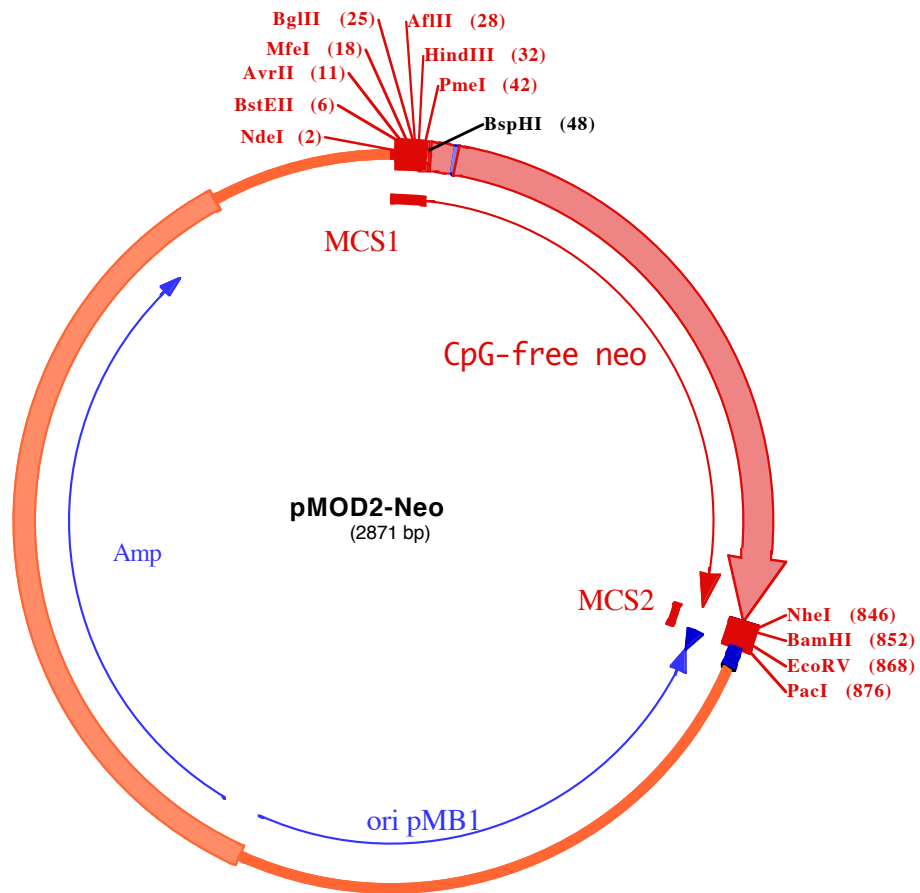 BglII (25)
AflII (28)
MfeI (18)
HindIII (32)
AvrII (11)
PmeI (42)
BstEII (6)
BspHI (48)
NdeI (2)
MCS1
CpG-free neo
pMOD2-Neo
(2871 bp)
Amp
MCS2
NheI (846)
BamHI (852)
EcoRV (868)
PacI (876)
ori pMB1